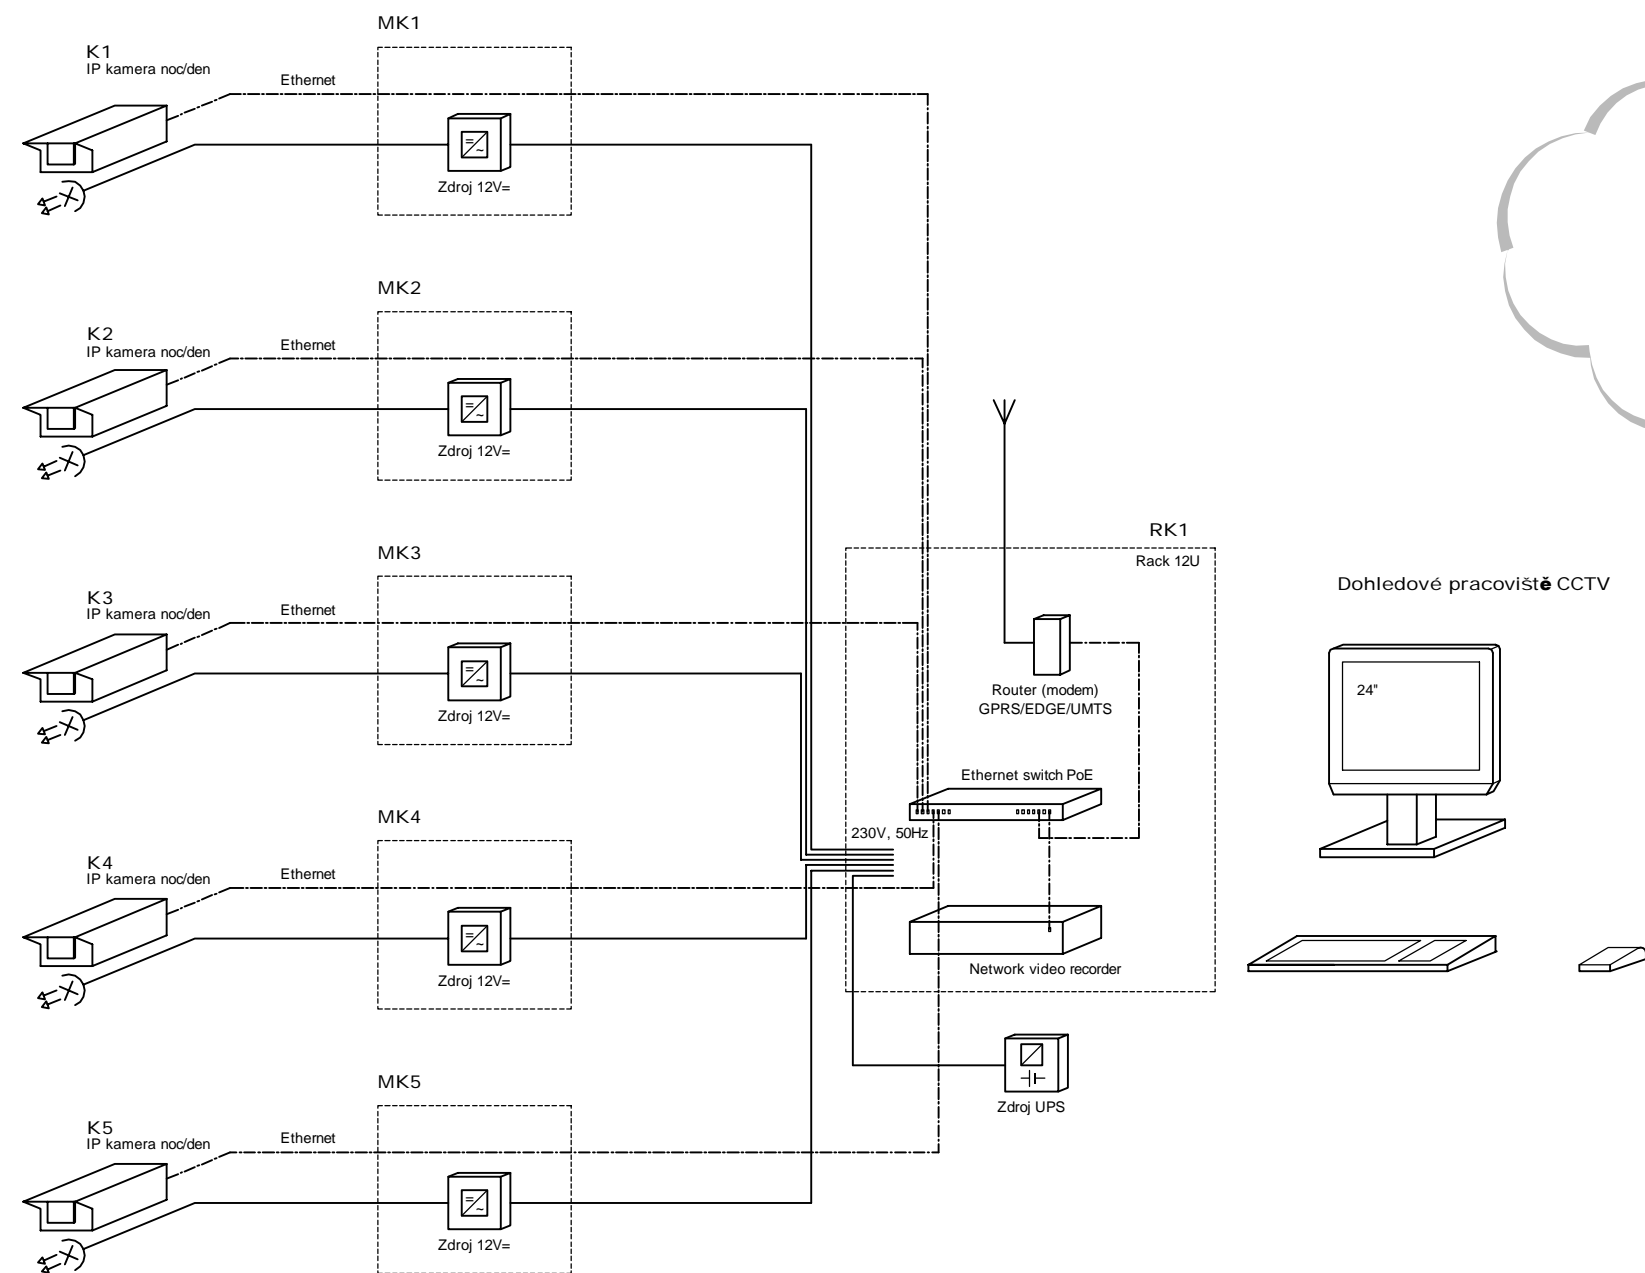 MK1
K1
IP kamera noc/den
Ethernet
Zdroj 12V=
MK2
K2
IP kamera noc/den
Ethernet
Zdroj 12V=
MK3
K3
IP kamera noc/den
Ethernet
Zdroj 12V=
MK4
K4
IP kamera noc/den
Ethernet
Zdroj 12V=
MK5
K5
IP kamera noc/den
Ethernet
Zdroj 12V=
RK1
Rack 12U
Router (modem)
GPRS/EDGE/UMTS
Ethernet switch PoE
230V, 50Hz
Network video recorder
Zdroj UPS
Dohledové pracoviště CCTV
24"